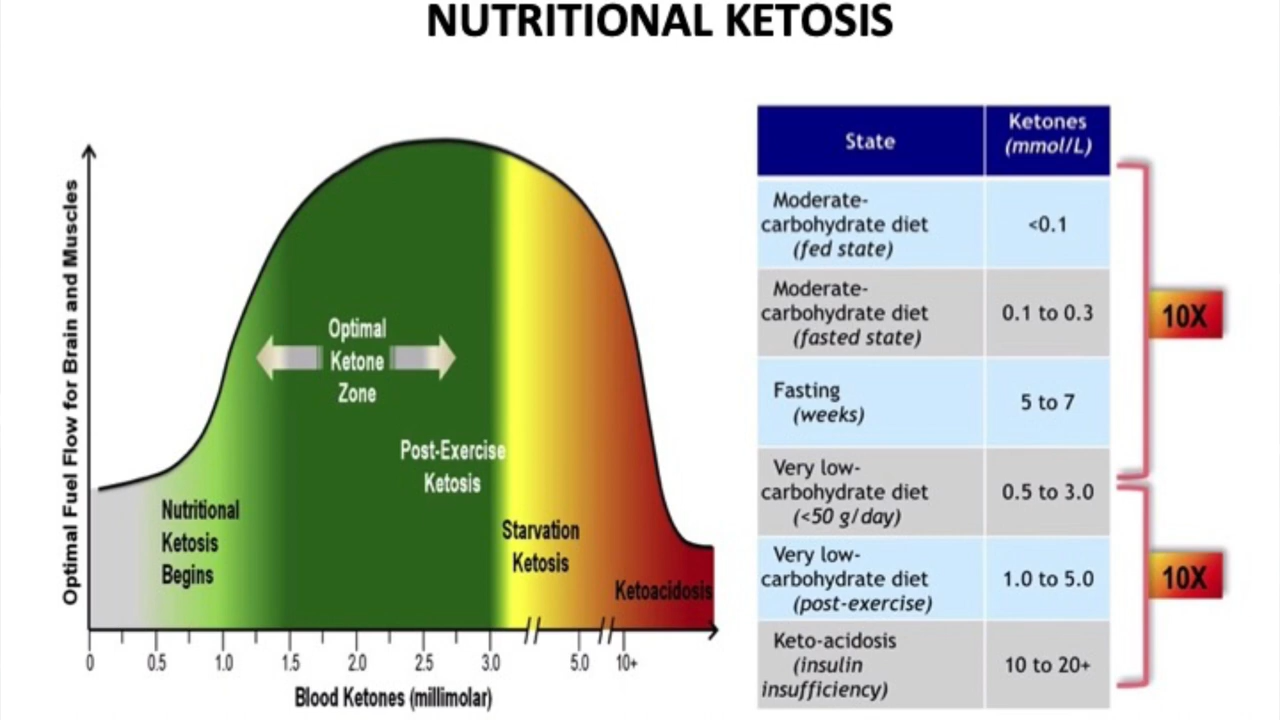 NUTRITIONAL KETOSIS
Optimal Fuel Flow for Brain and Muscles
Optimal
Ketone
Zone
Post-Exercise
Ketosis
Nutritional
Ketosis
Begins
Starvation
Ketosis
Ketoacidosis
0 0.5 1.0 1.5 2.0 2.5 3.0 5.0 10+
Blood Ketones (millimolar)
State
Ketones
(mmol/L)
Moderate-
carbohydrate diet
(fed state)
<0.1
Moderate-
carbohydrate diet
(fasted state)
0.1 to 0.3
Fasting
(weeks)
5 to 7
Very low-
carbohydrate diet
(<50 g/day)
0.5 to 3.0
Very low-
carbohydrate diet
(post-exercise)
1.0 to 5.0
Keto-acidosis
(insulin
insufficiency)
10 to 20+
10X
10X